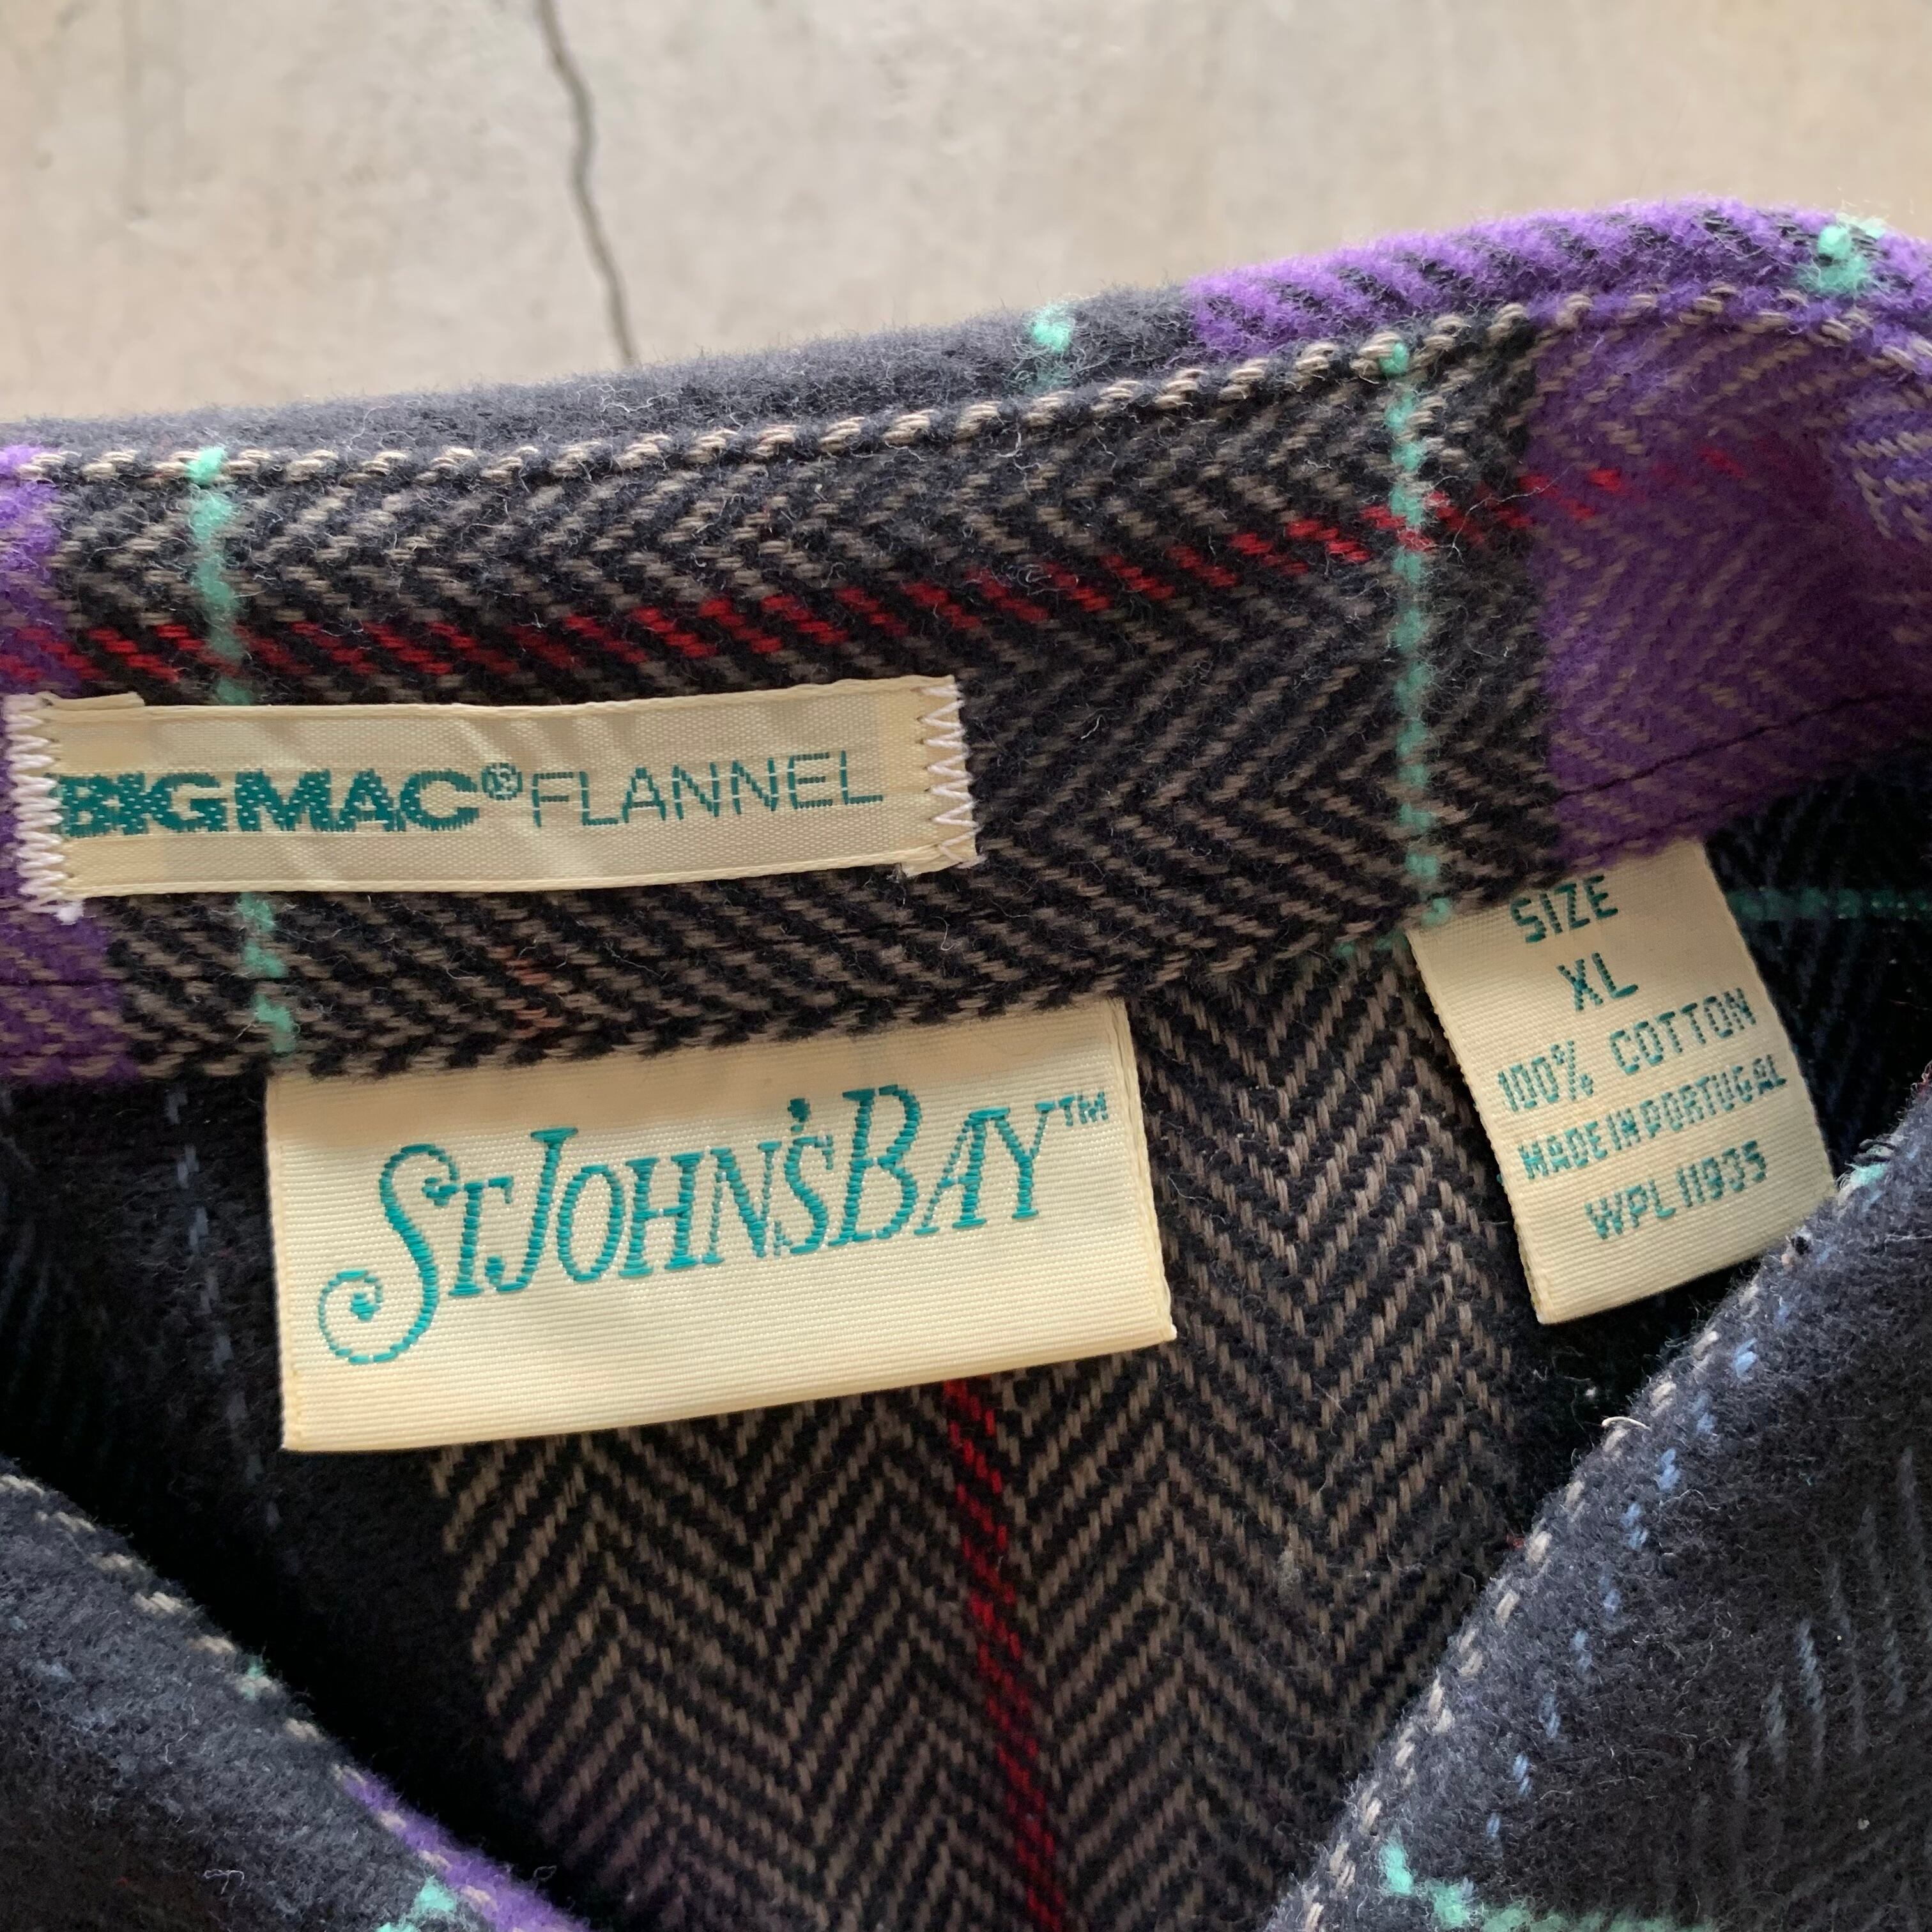 BIGMAC® FLANNEL
ST. JOHN'S BAY™
SIZE
XL
100% COTTON
MADE IN PORTUGAL
WPL 11935